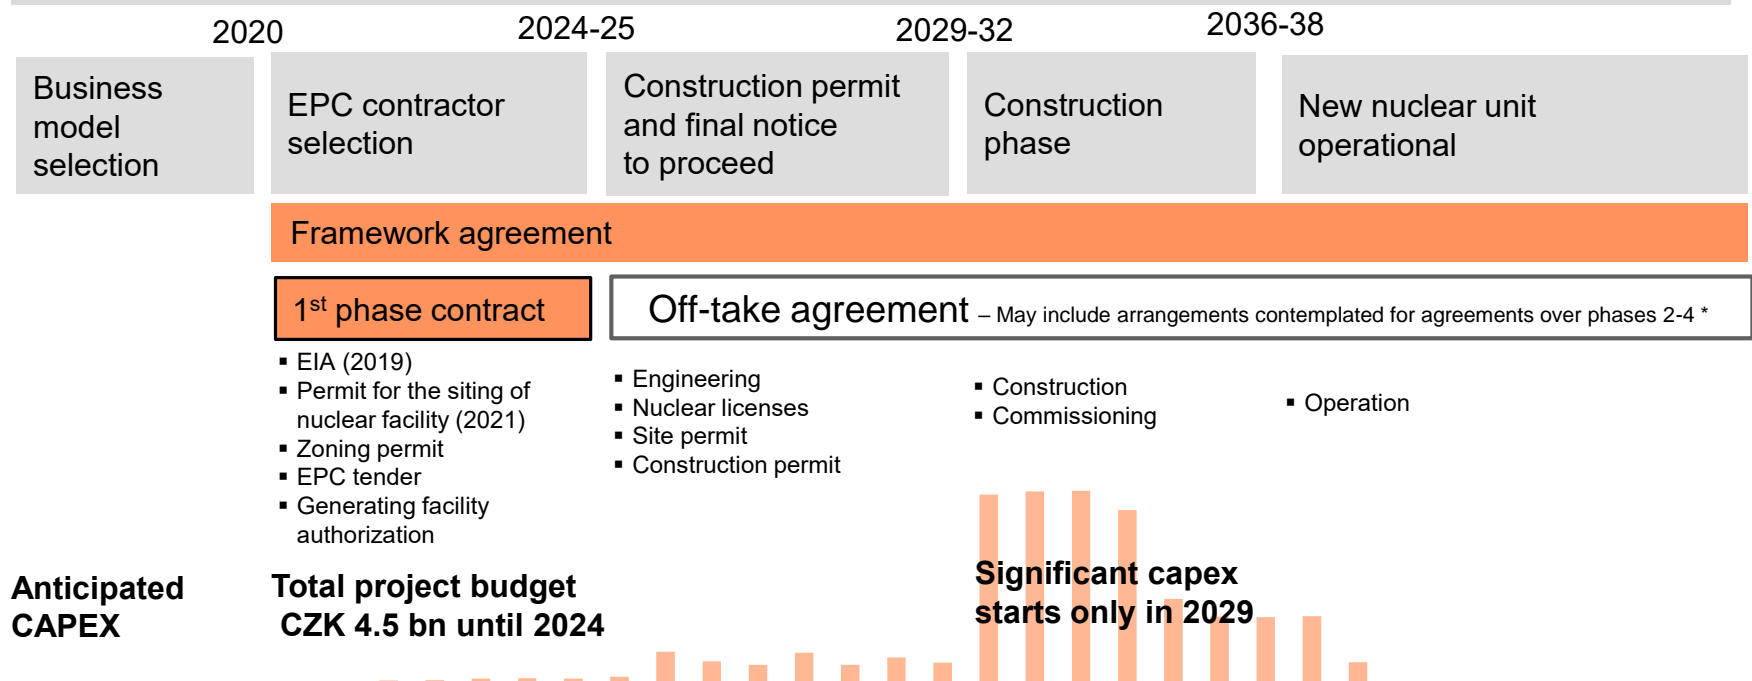 2020
2024-25
2029-32
2036-38
Business
model
selection
EPC contractor
selection
Construction permit
and final notice
to proceed
Construction
phase
New nuclear unit
operational
Framework agreement
1st phase contract
Off-take agreement – May include arrangements contemplated for agreements over phases 2-4 *
▪ EIA (2019)
▪ Permit for the siting of
nuclear facility (2021)
▪ Zoning permit
▪ EPC tender
▪ Generating facility
authorization
▪ Engineering
▪ Nuclear licenses
▪ Site permit
▪ Construction permit
▪ Construction
▪ Commissioning
▪ Operation
Anticipated
CAPEX
Total project budget
CZK 4.5 bn until 2024
Significant capex
starts only in 2029